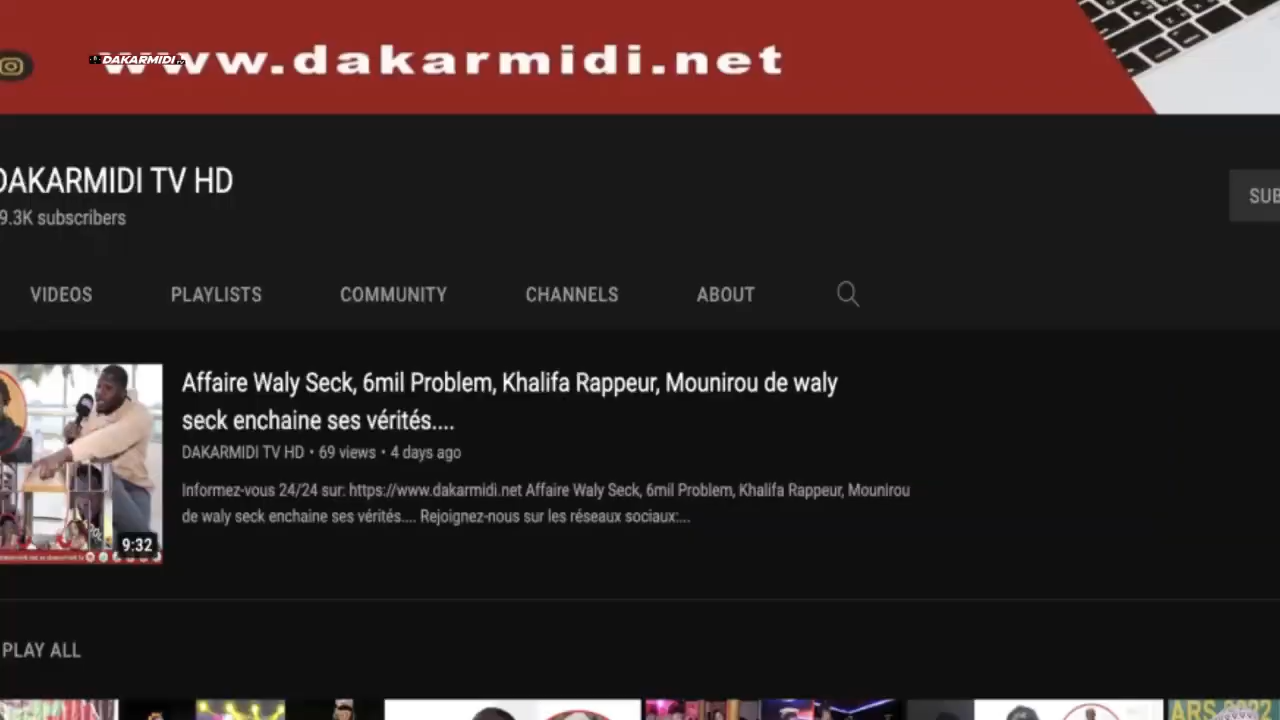 www.dakarmidi.net
DAKARMIDI
DAKARMIDI TV HD
9.3K subscribers
SUB
VIDEOS PLAYLISTS COMMUNITY CHANNELS ABOUT
Affaire Waly Seck, 6mil Problem, Khalifa Rappeur, Mounirou de waly
seck enchaine ses vérités....
DAKARMIDI TV HD • 69 views • 4 days ago
Informez-vous 24/24 sur: https://www.dakarmidi.net Affaire Waly Seck, 6mil Problem, Khalifa Rappeur, Mounirou
de waly seck enchaine ses vérités.... Rejoignez-nous sur les réseaux sociaux:...
9:32
PLAY ALL